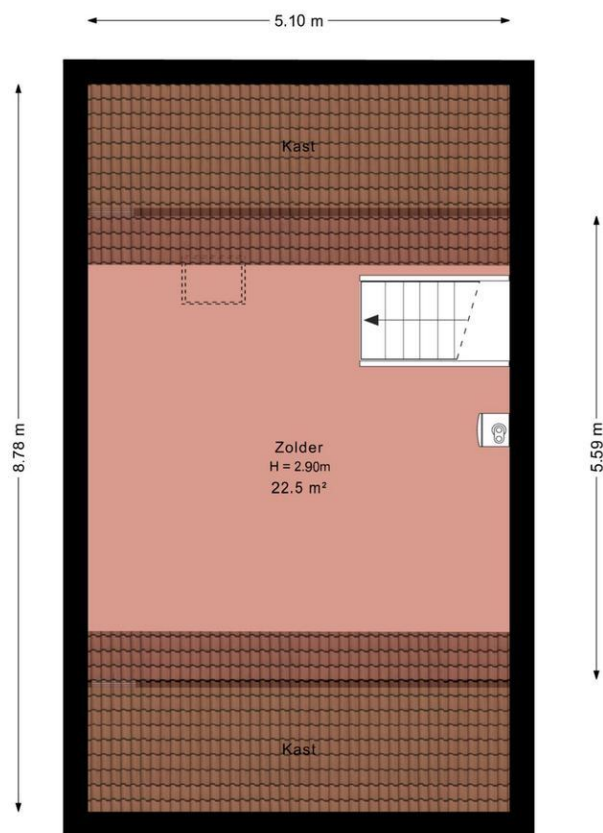 5.10 m
Kast
8.78 m
5.59 m
Zolder
H = 2.90m
22.5 m²
Kast